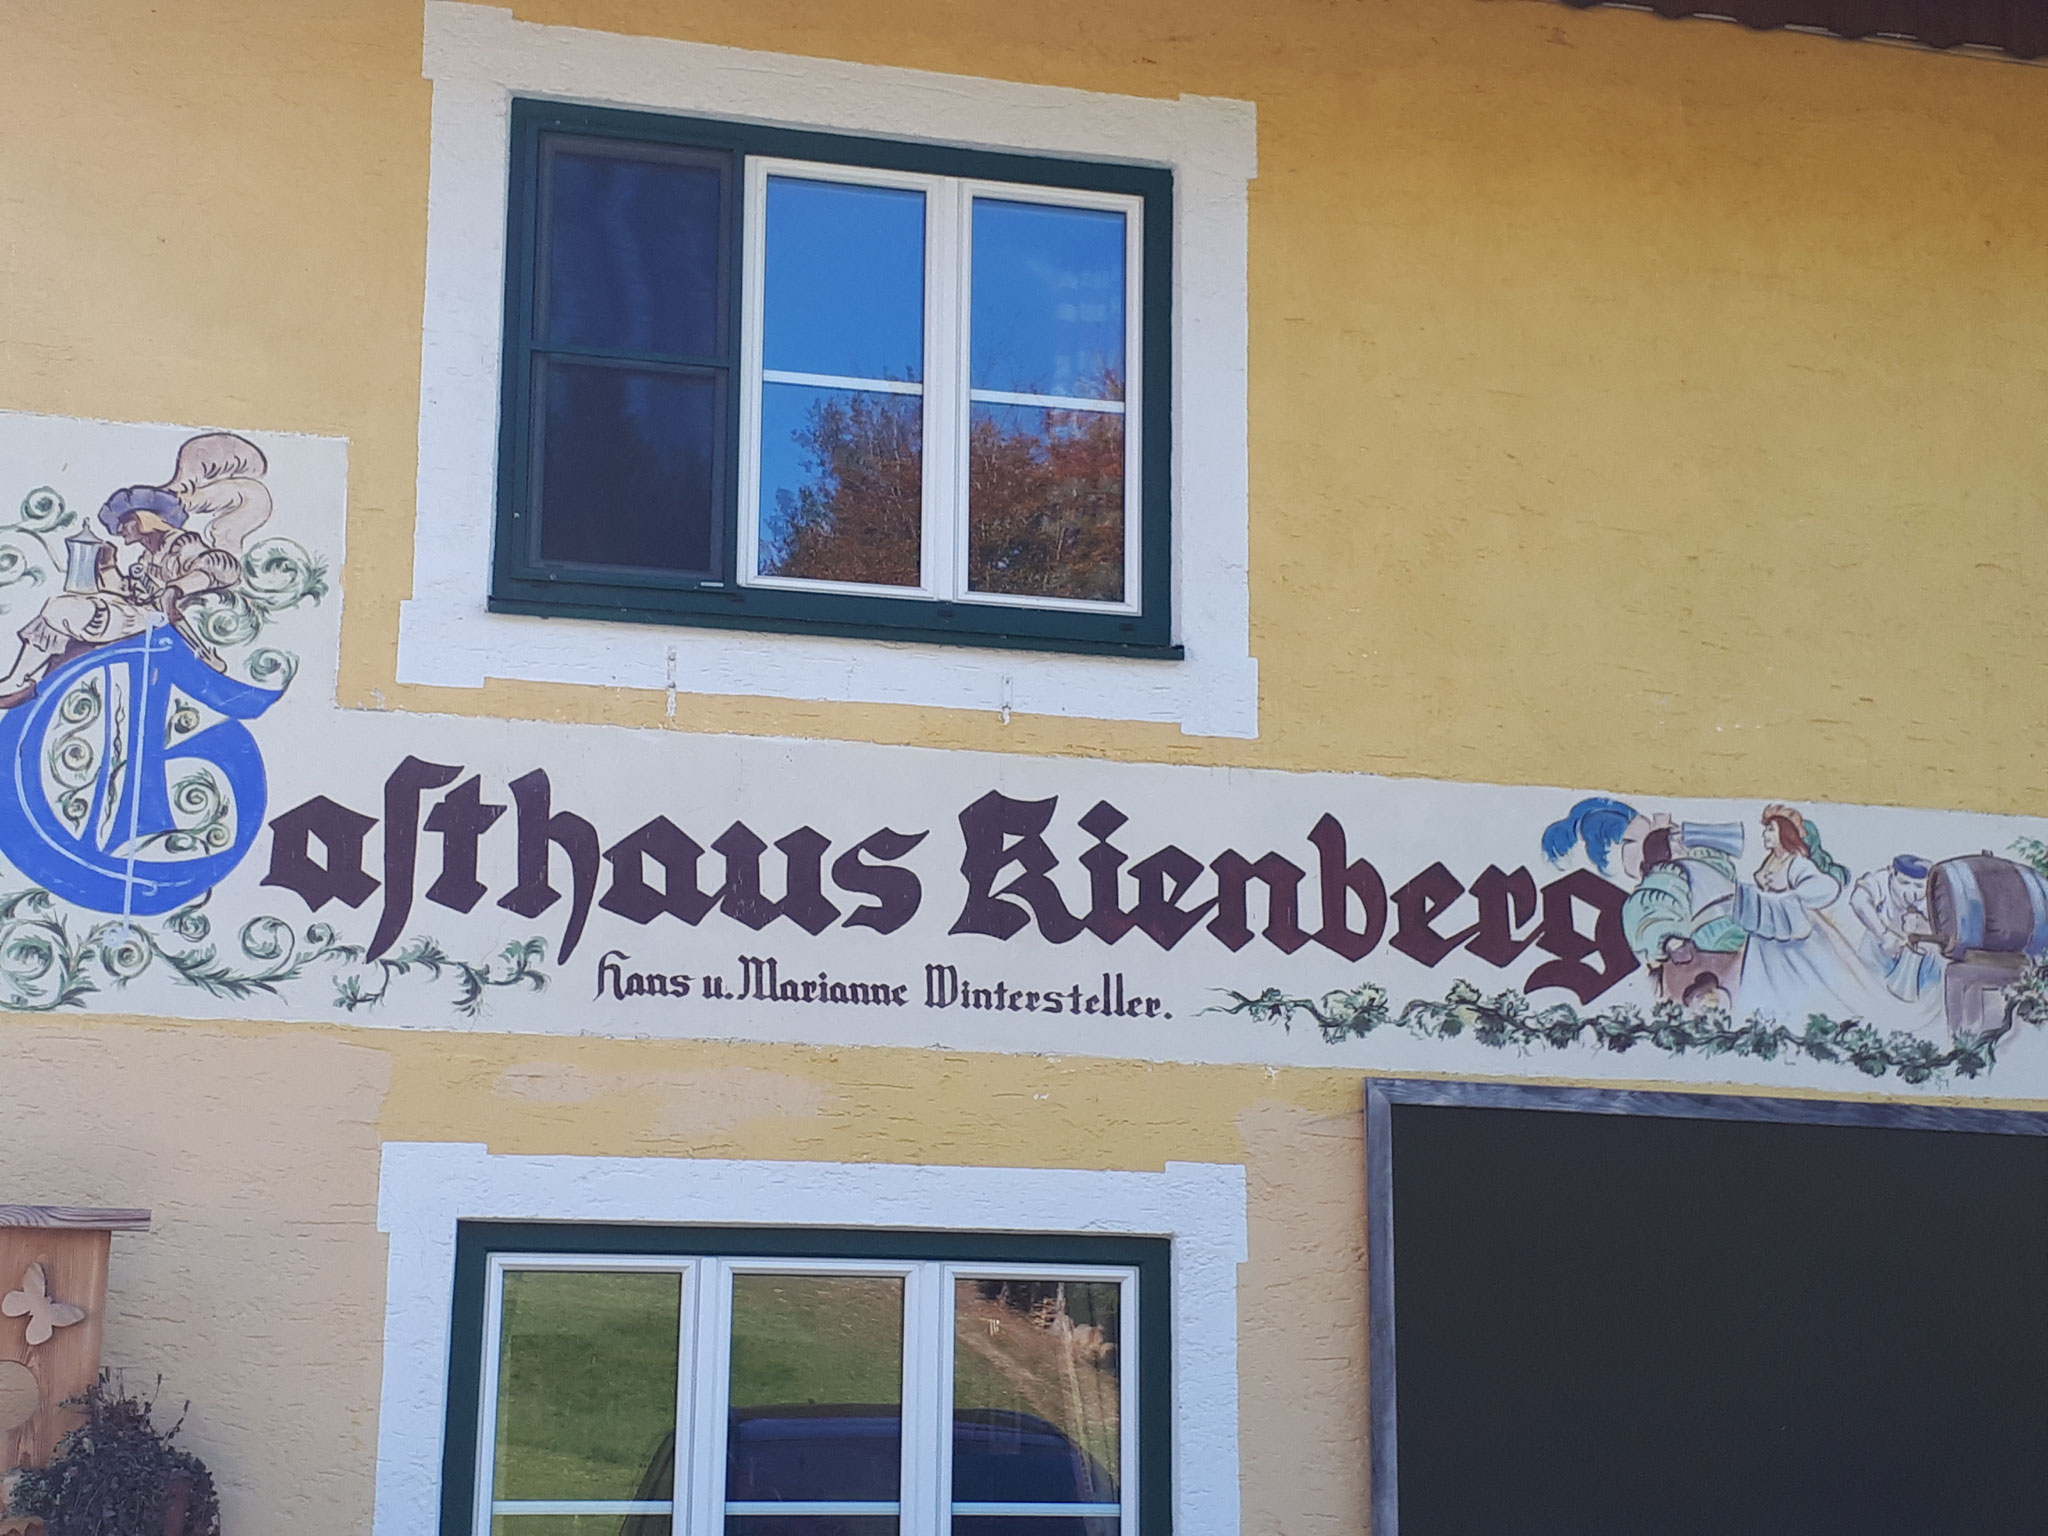 Gasthaus Kienberg
Hans u. Marianne Wintersteller.